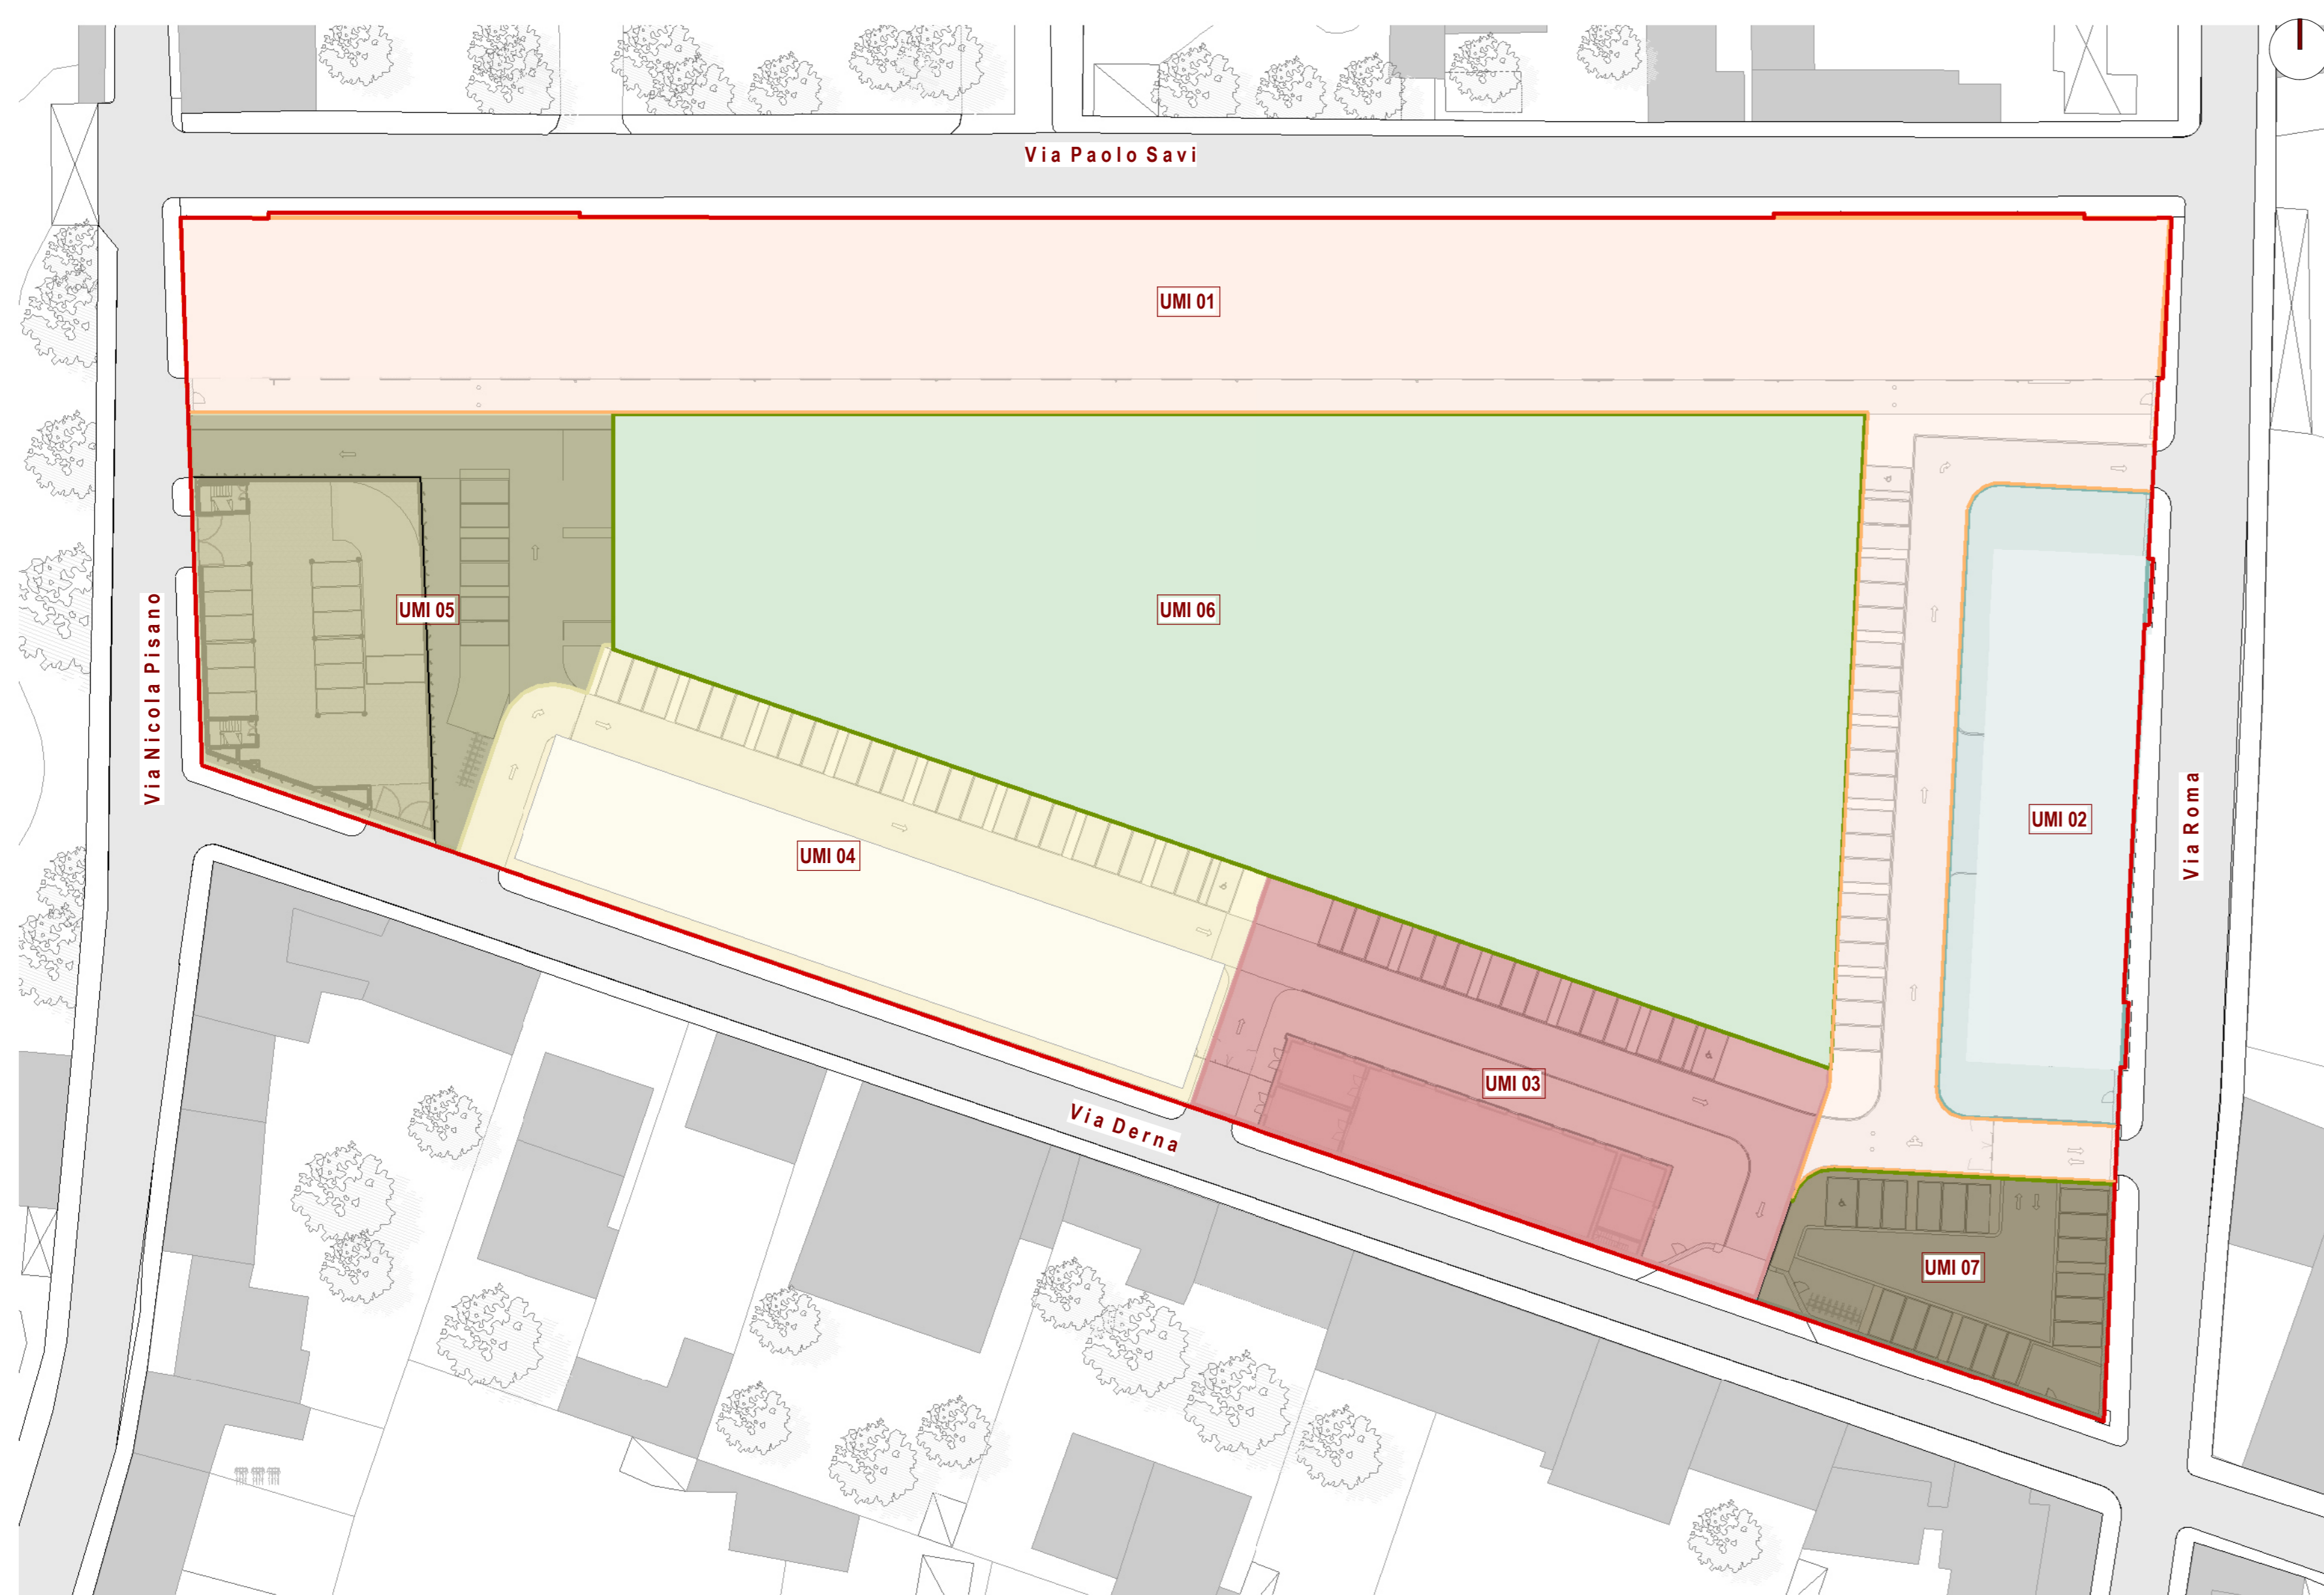 Via Paolo Savi
UMI 01
UMI 05
UMI 06
Via Nicola Pisano
UMI 02
Via Roma
UMI 04
UMI 03
Via Derna
UMI 07